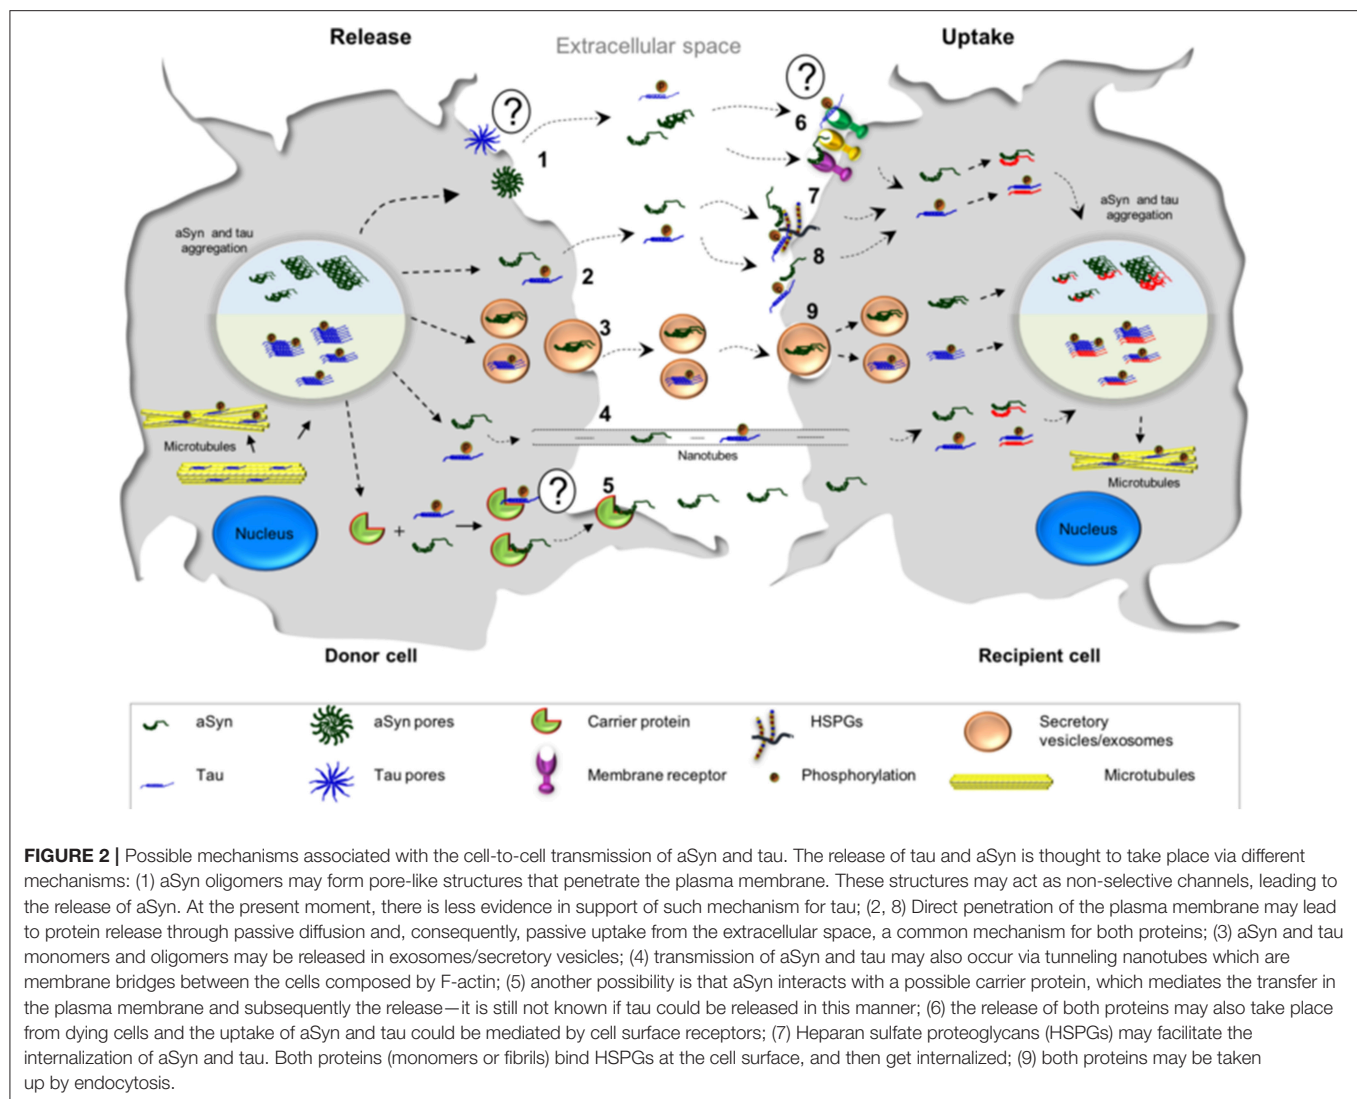 Release
Extracellular space
Uptake
?
?
6
1
7
aSyn and tau
aggregation
aSyn and tau
aggregation
2
8
3
9
4
Microtubules
Nanotubes
Microtubules
?
5
+
Nucleus
Nucleus
Donor cell
Recipient cell
aSyn
aSyn pores
Carrier protein
HSPGs
Secretory
vesicles/exosomes
Tau
Tau pores
Membrane receptor
Phosphorylation
Microtubules
FIGURE 2 | Possible mechanisms associated with the cell-to-cell transmission of aSyn and tau. The release of tau and aSyn is thought to take place via different
mechanisms: (1) aSyn oligomers may form pore-like structures that penetrate the plasma membrane. These structures may act as non-selective channels, leading to
the release of aSyn. At the present moment, there is less evidence in support of such mechanism for tau; (2, 8) Direct penetration of the plasma membrane may lead
to protein release through passive diffusion and, consequently, passive uptake from the extracellular space, a common mechanism for both proteins; (3) aSyn and tau
monomers and oligomers may be released in exosomes/secretory vesicles; (4) transmission of aSyn and tau may also occur via tunneling nanotubes which are
membrane bridges between the cells composed by F-actin; (5) another possibility is that aSyn interacts with a possible carrier protein, which mediates the transfer in
the plasma membrane and subsequently the release—it is still not known if tau could be released in this manner; (6) the release of both proteins may also take place
from dying cells and the uptake of aSyn and tau could be mediated by cell surface receptors; (7) Heparan sulfate proteoglycans (HSPGs) may facilitate the
internalization of aSyn and tau. Both proteins (monomers or fibrils) bind HSPGs at the cell surface, and then get internalized; (9) both proteins may be taken
up by endocytosis.